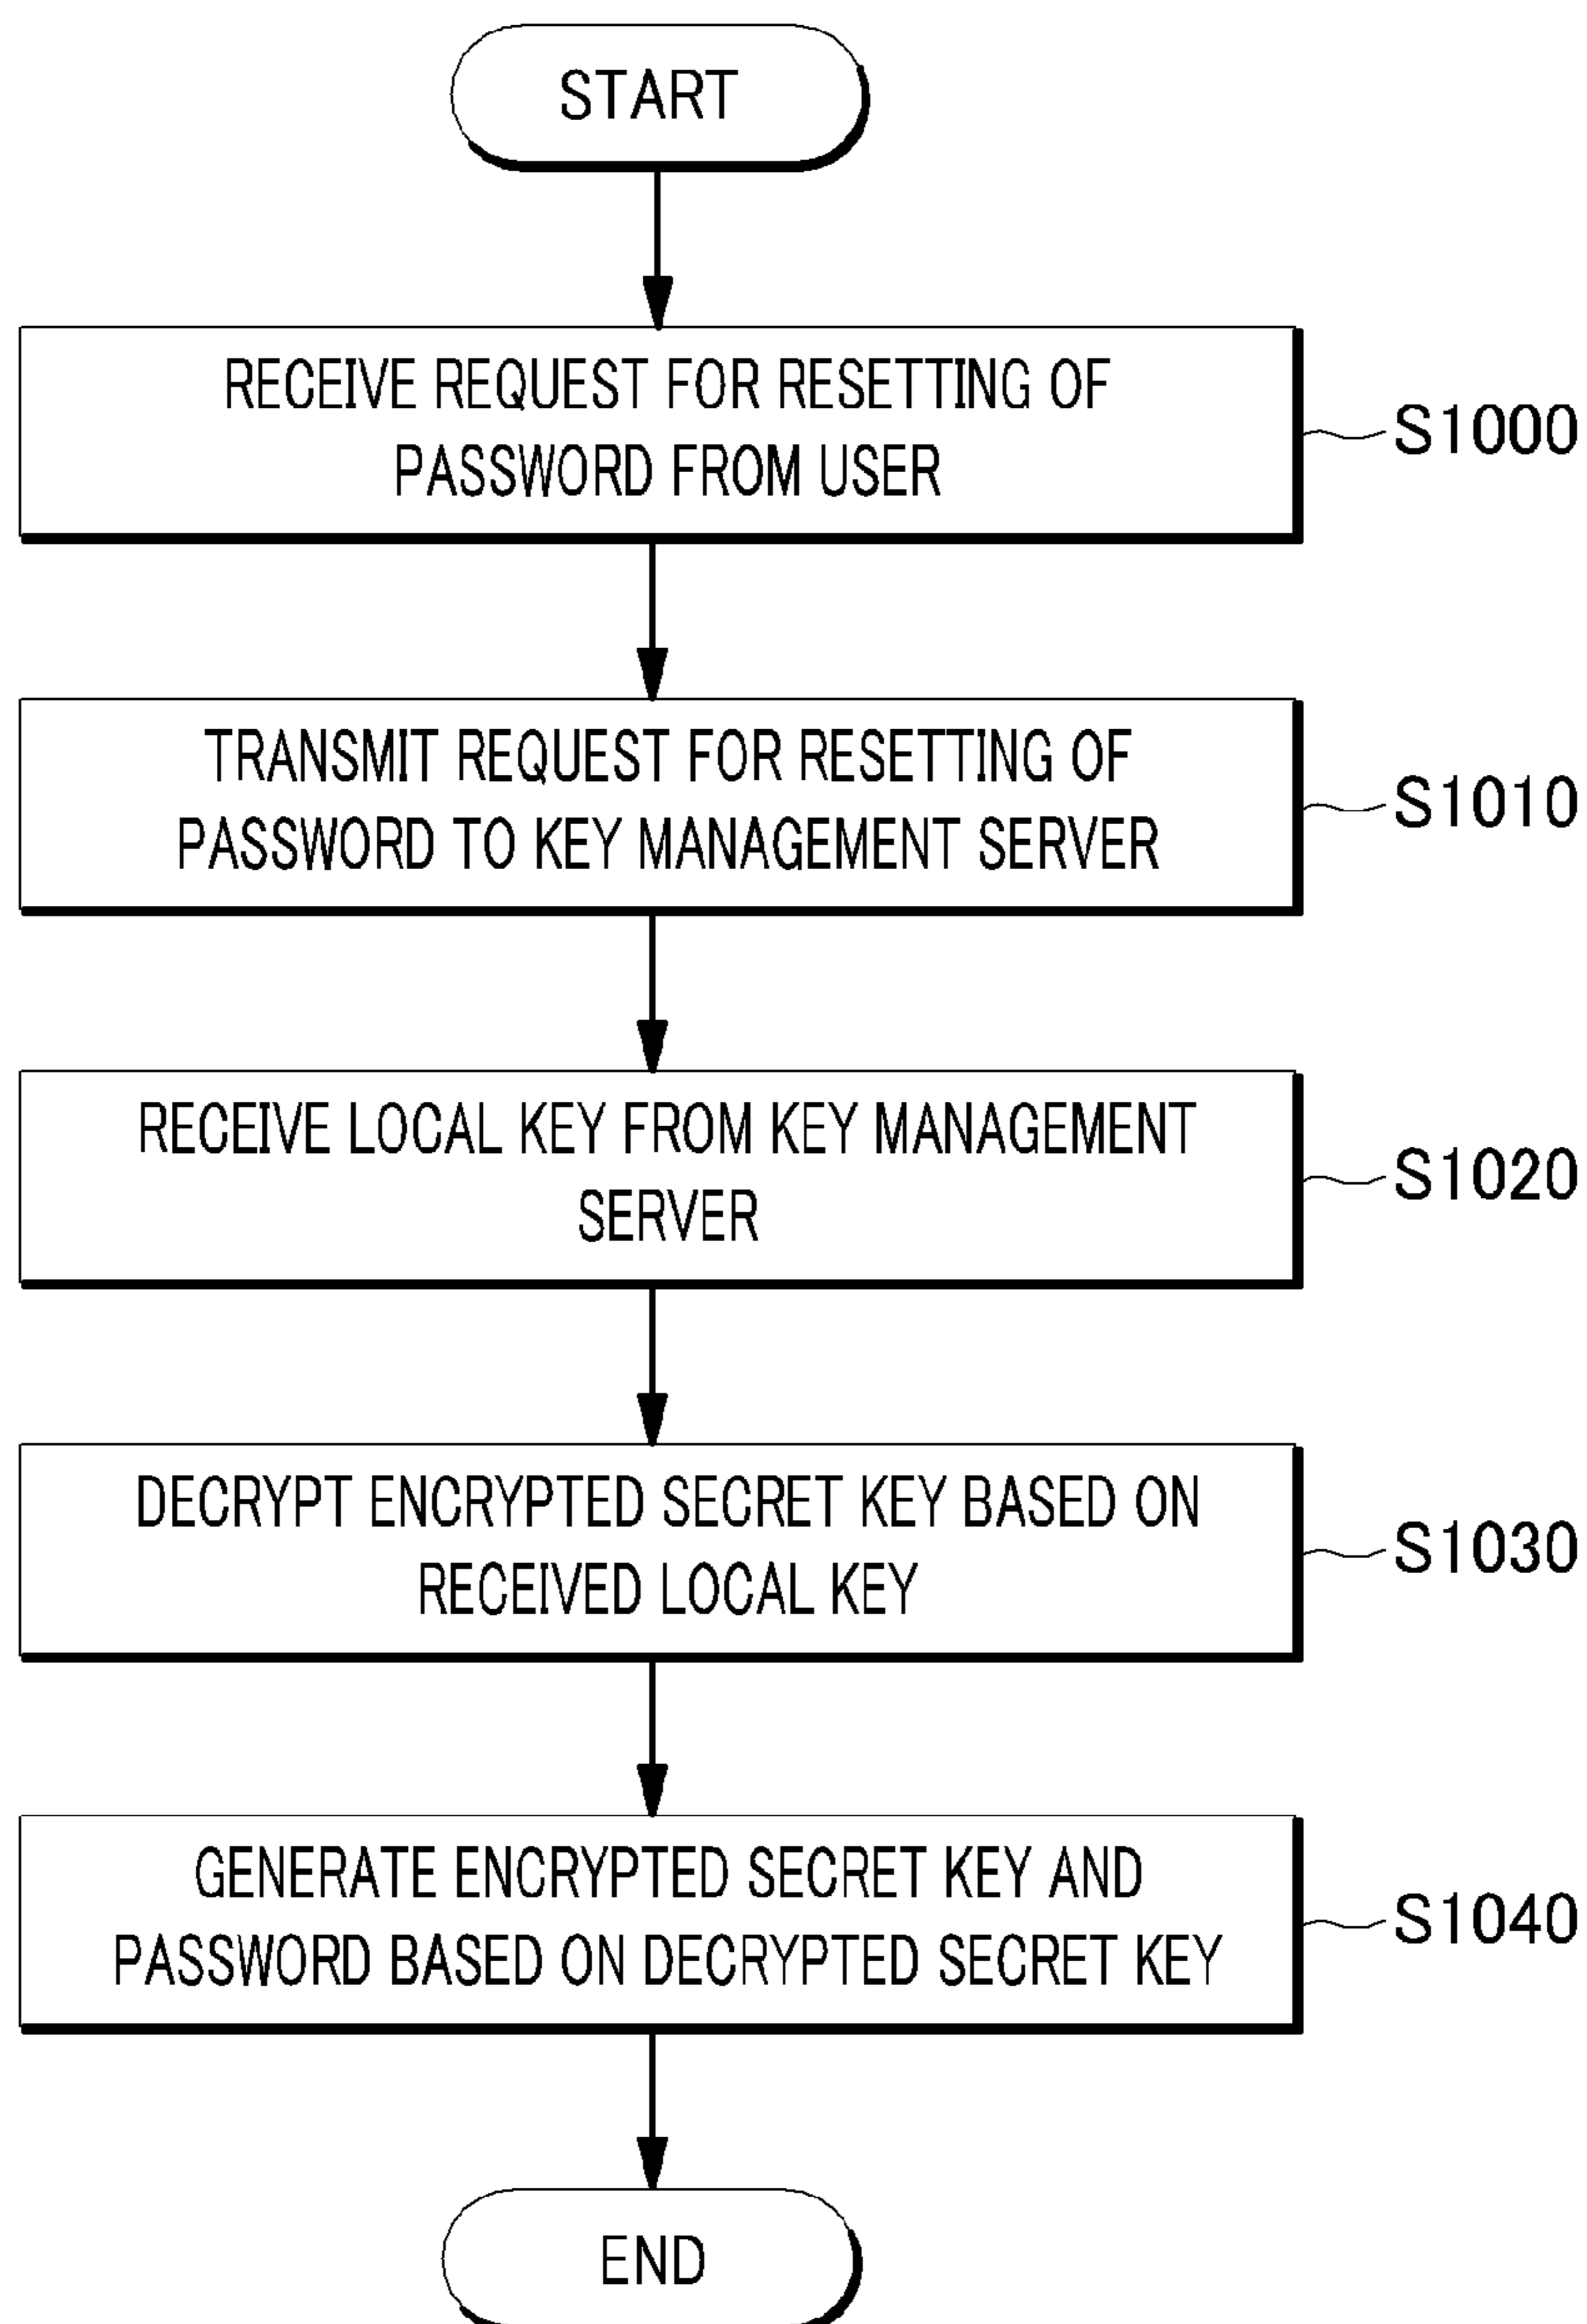 START
RECEIVE REQUEST FOR RESETTING OF
PASSWORD FROM USER
S1000
TRANSMIT REQUEST FOR RESETTING OF
PASSWORD TO KEY MANAGEMENT SERVER
S1010
RECEIVE LOCAL KEY FROM KEY MANAGEMENT
SERVER
S1020
DECRYPT ENCRYPTED SECRET KEY BASED ON
RECEIVED LOCAL KEY
S1030
GENERATE ENCRYPTED SECRET KEY AND
PASSWORD BASED ON DECRYPTED SECRET KEY
S1040
END